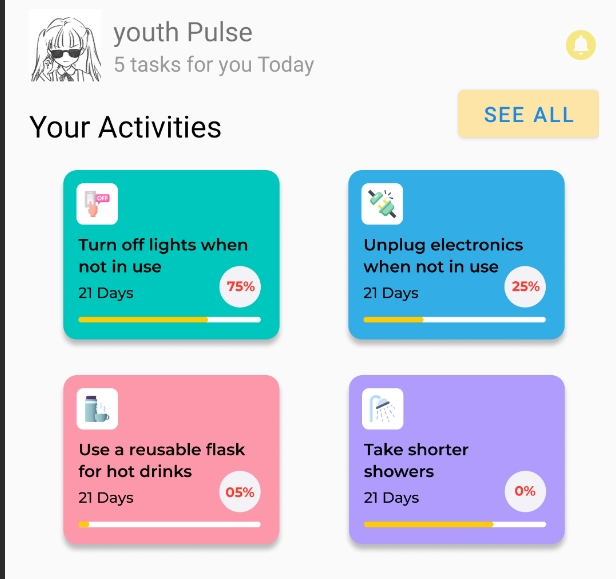 youth Pulse
5 tasks for you Today
Your Activities
SEE ALL
OFF
Turn off lights when
not in use
21 Days
75%
Unplug electronics
when not in use
21 Days
25%
Use a reusable flask
for hot drinks
21 Days
05%
Take shorter
showers
21 Days
0%